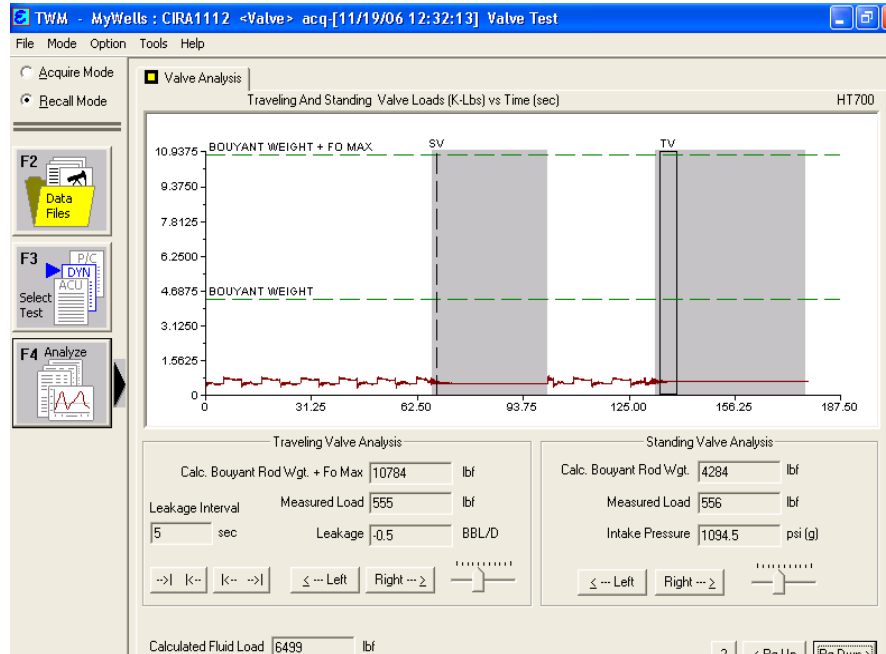 TWM - MyWells : CIRA1112 <Valve> acq-[11/19/06 12:32:13] Valve Test
File Mode Option Tools Help
Acquire Mode
Recall Mode
F2
Data
Files
F3
P/C
DYN
ACU
Select
Test
F4 Analyze
Valve Analysis
Traveling And Standing Valve Loads (K-Lbs) vs Time (sec)
HT700
SV
TV
BOUYANT WEIGHT + FO MAX
BOUYANT WEIGHT
10.9375
9.3750
7.8125
6.2500
4.6875
3.1250
1.5625
0
0 31.25 62.50 93.75 125.00 156.25 187.50
Traveling Valve Analysis
Calc. Bouyant Rod Wgt. + Fo Max 10784 lbf
Leakage Interval
Measured Load 555 lbf
5 sec
Leakage -0.5 BBL/D
-->| |<-- |<-- -->| < --- Left Right --- >
Standing Valve Analysis
Calc. Bouyant Rod Wgt. 4284 lbf
Measured Load 556 lbf
Intake Pressure 1094.5 psi (g)
< --- Left Right --- >
Calculated Fluid Load 6499 lbf